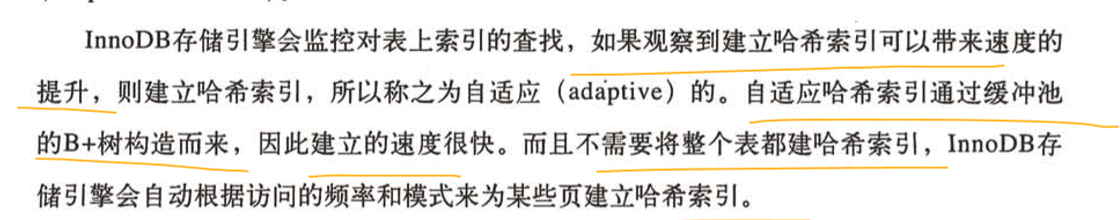 InnoDB存储引擎会监控对表上索引的查找，如果观察到建立哈希索引可以带来速度的
提升，则建立哈希索引，所以称之为自适应（adaptive）的。自适应哈希索引通过缓冲池
的B+树构造而来，因此建立的速度很快。而且不需要将整个表都建哈希索引，InnoDB存
储引擎会自动根据访问的频率和模式来为某些页建立哈希索引。